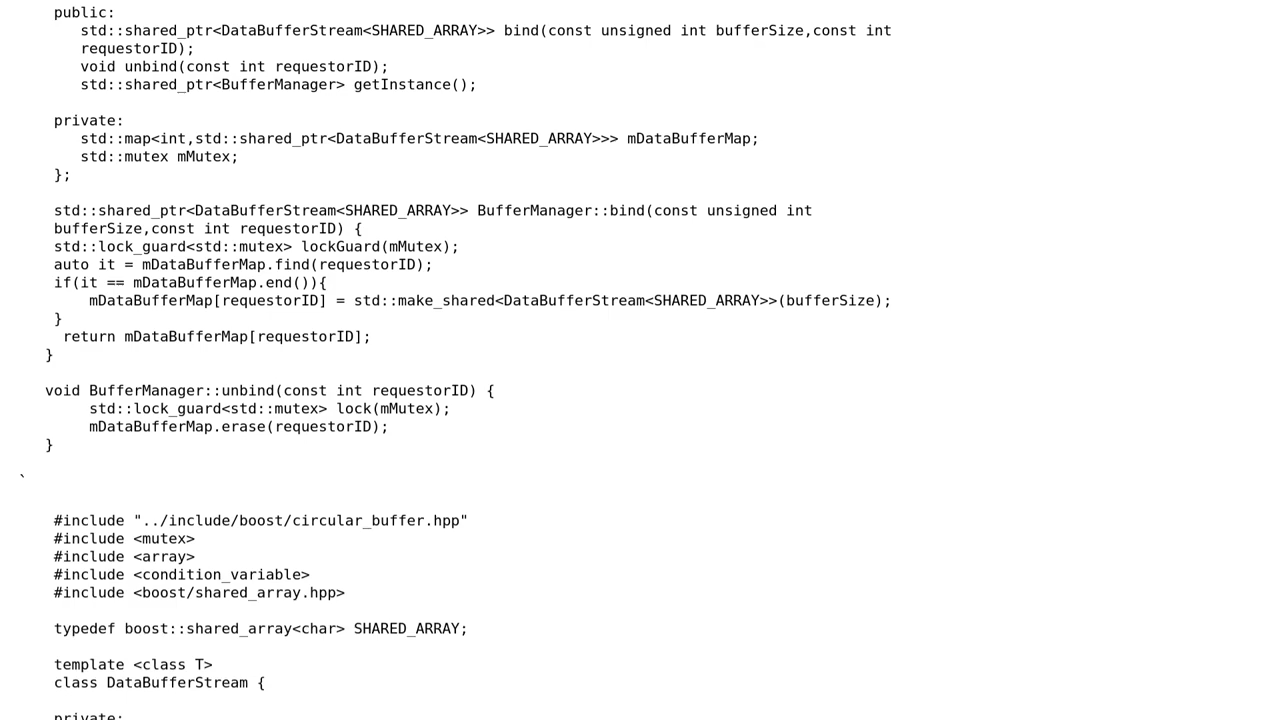 public:
std::shared_ptr<DataBufferStream<SHARED_ARRAY>> bind(const unsigned int bufferSize,const int
requestorID);
void unbind(const int requestorID);
std::shared_ptr<BufferManager> getInstance();
private:
std::map<int,std::shared_ptr<DataBufferStream<SHARED_ARRAY>>> mDataBufferMap;
std::mutex mMutex;
};
std::shared_ptr<DataBufferStream<SHARED_ARRAY>> BufferManager::bind(const unsigned int
bufferSize,const int requestorID) {
std::lock_guard<std::mutex> lockGuard(mMutex);
auto it = mDataBufferMap.find(requestorID);
if(it == mDataBufferMap.end()){
mDataBufferMap[requestorID] = std::make_shared<DataBufferStream<SHARED_ARRAY>>(bufferSize);
}
return mDataBufferMap[requestorID];
}
void BufferManager::unbind(const int requestorID) {
std::lock_guard<std::mutex> lock(mMutex);
mDataBufferMap.erase(requestorID);
}
`
#include "../include/boost/circular_buffer.hpp"
#include <mutex>
#include <array>
#include <condition_variable>
#include <boost/shared_array.hpp>
typedef boost::shared_array<char> SHARED_ARRAY;
template <class T>
class DataBufferStream {
private: